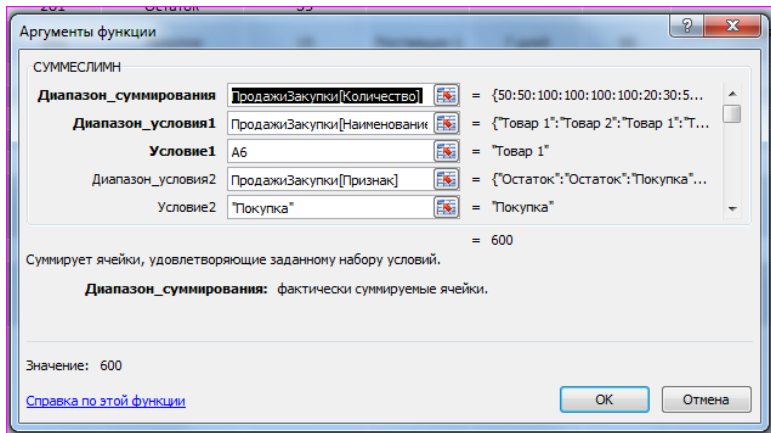 Аргументы функции
СУММЕСЛИМН
Диапазон_суммирования ПродажиЗакупки[Количество] = {50:50:100:100:100:100:20:30:5...
Диапазон_условия1 ПродажиЗакупки[Наименование = {"Товар 1":"Товар 2":"Товар 1":"Т...
Условие1 A6 = "Товар 1"
Диапазон_условия2 ПродажиЗакупки[Признак] = {"Остаток":"Остаток":"Покупка"...
Условие2 "Покупка" = "Покупка"
= 600
Суммирует ячейки, удовлетворяющие заданному набору условий.
Диапазон_суммирования: фактически суммируемые ячейки.
Значение: 600
Справка по этой функции ОК Отмена